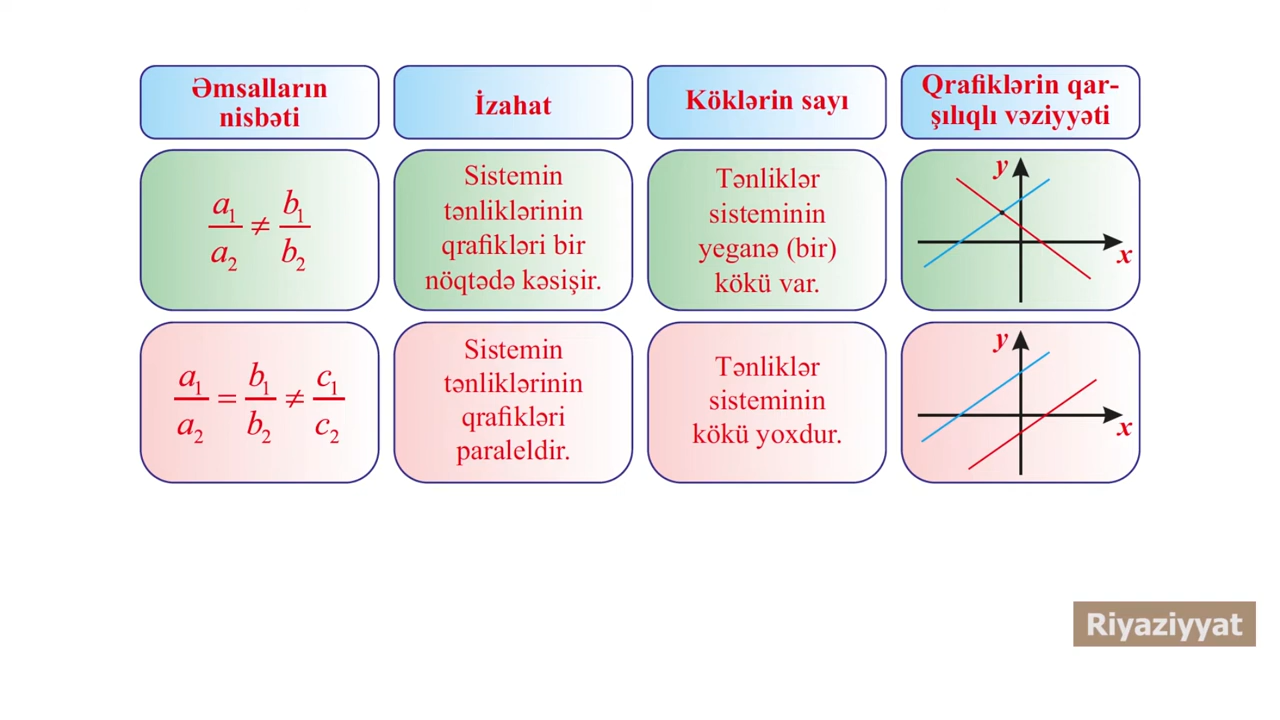 Əmsalların
nisbəti
İzahat
Köklərin sayı
Qrafiklərin qar-
şılıqlı vəziyyəti
a₁/a₂ ≠ b₁/b₂
Sistemin
tənliklərinin
qrafikləri bir
nöqtədə kəsişir.
Tənliklər
sisteminin
yeganə (bir)
kökü var.
y
x
a₁/a₂ = b₁/b₂ ≠ c₁/c₂
Sistemin
tənliklərinin
qrafikləri
paraleldir.
Tənliklər
sisteminin
kökü yoxdur.
y
x
Riyaziyyat